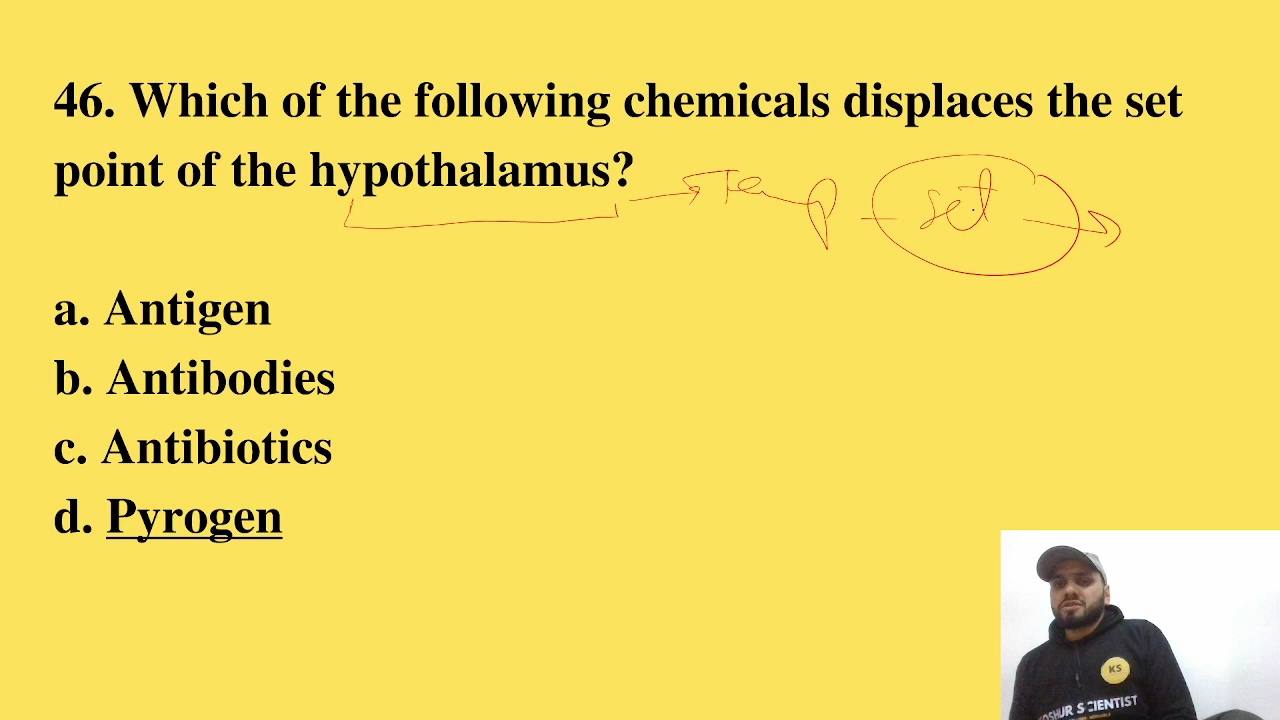 46. Which of the following chemicals displaces the set
point of the hypothalamus?
Temp set
a. Antigen
b. Antibodies
c. Antibiotics
d. Pyrogen
KS
OSHUR SCIENTIST